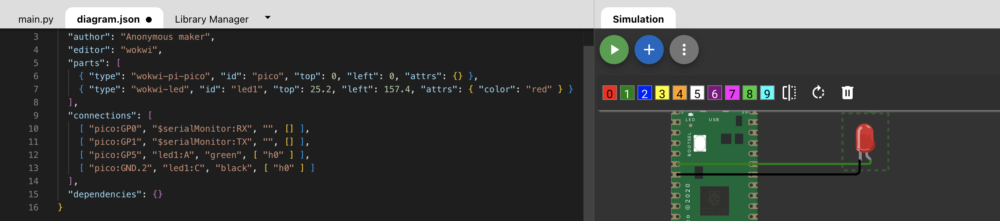 main.py
diagram.json ●
Library Manager
Simulation
3 "author": "Anonymous maker",
4 "editor": "wokwi",
5 "parts": [
6 { "type": "wokwi-pi-pico", "id": "pico", "top": 0, "left": 0, "attrs": {} },
7 { "type": "wokwi-led", "id": "led1", "top": 25.2, "left": 157.4, "attrs": { "color": "red" } }
8 ],
9 "connections": [
10 [ "pico:GP0", "$serialMonitor:RX", "", [] ],
11 [ "pico:GP1", "$serialMonitor:TX", "", [] ],
12 [ "pico:GP5", "led1:A", "green", [ "h0" ] ],
13 [ "pico:GND.2", "led1:C", "black", [ "h0" ] ]
14 ],
15 "dependencies": {}
16 }
0 1 2 3 4 5 6 7 8 9
2 39
LED USB
BOOTSEL
©2020